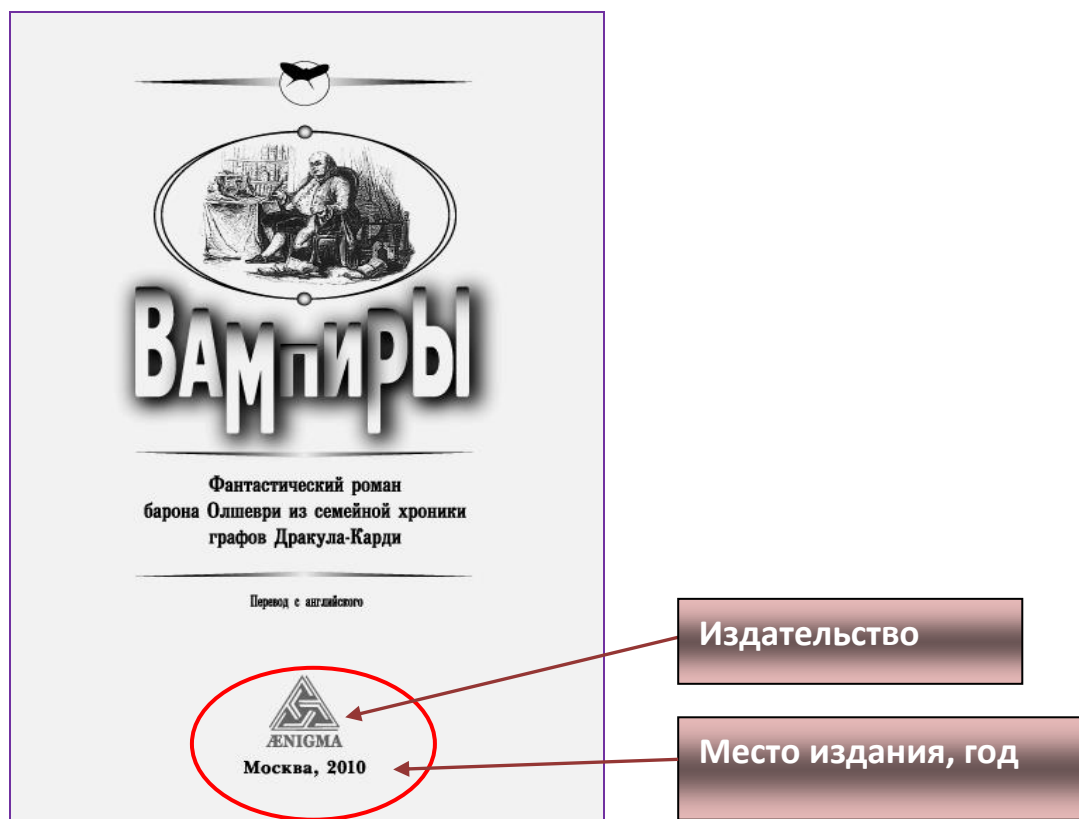 ВАМПИРЫ
Фантастический роман
барона Олшеври из семейной хроники
графов Дракула-Карди
Перевод с английского
Издательство
ÆNIGMA
Москва, 2010
Место издания, год